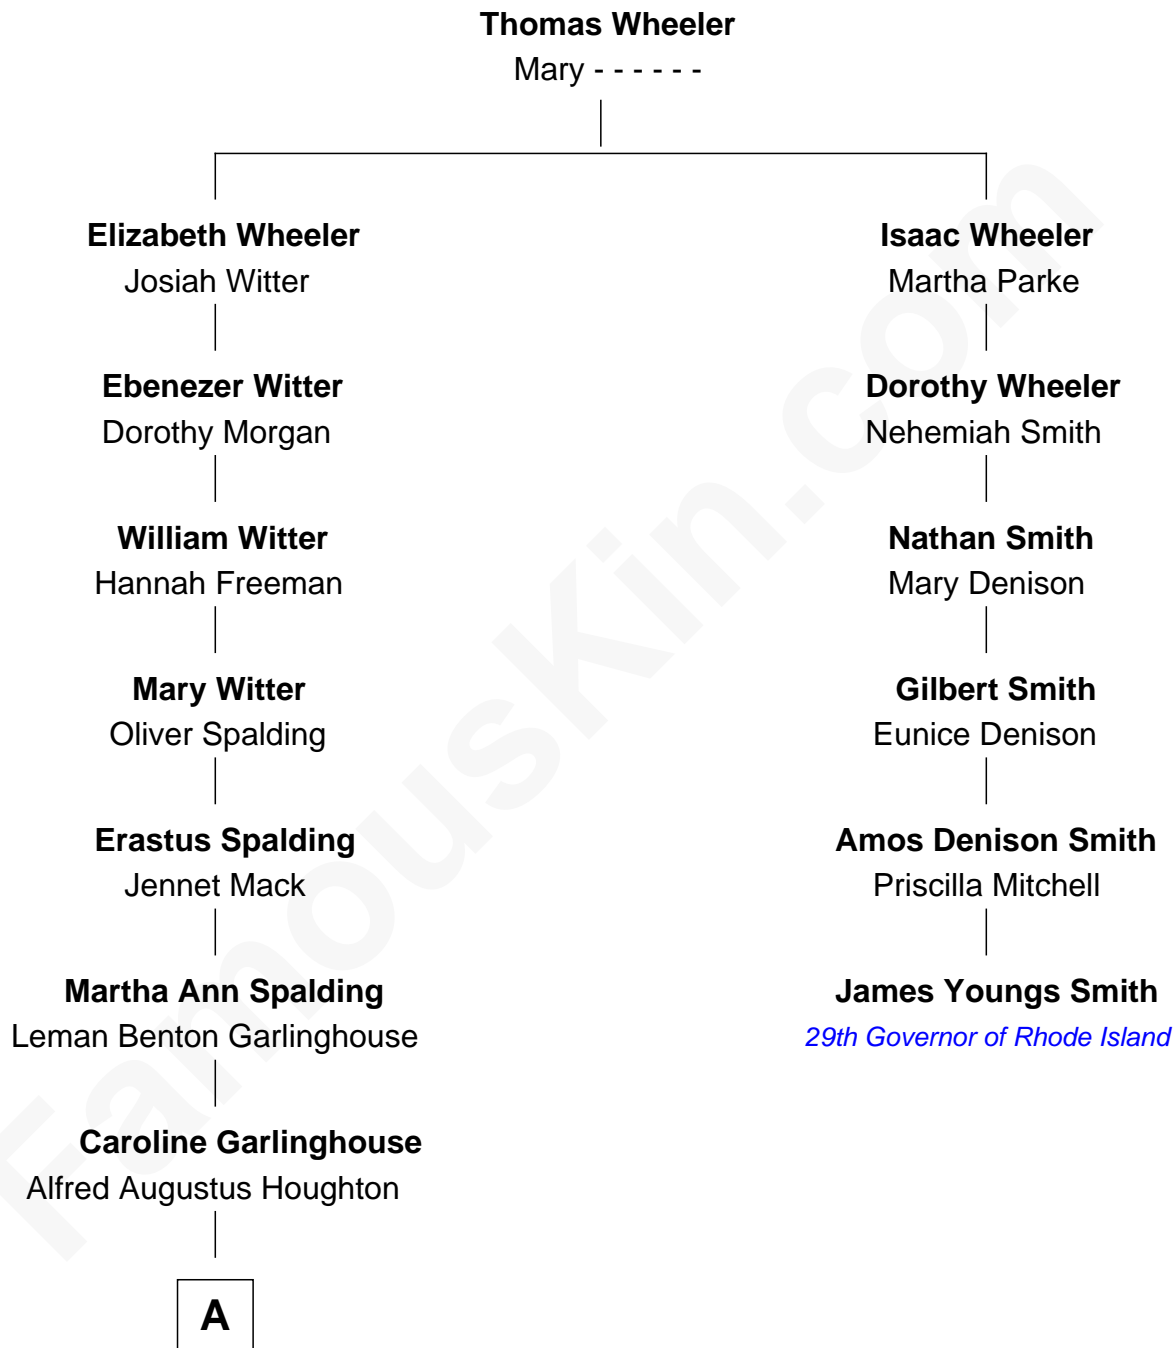 Thomas Wheeler
Mary - - - - - -
Elizabeth Wheeler
Josiah Witter
Isaac Wheeler
Martha Parke
Ebenezer Witter
Dorothy Morgan
Dorothy Wheeler
Nehemiah Smith
William Witter
Hannah Freeman
Nathan Smith
Mary Denison
Mary Witter
Oliver Spalding
Gilbert Smith
Eunice Denison
Erastus Spalding
Jennet Mack
Amos Denison Smith
Priscilla Mitchell
Martha Ann Spalding
Leman Benton Garlinghouse
James Youngs Smith
29th Governor of Rhode Island
Caroline Garlinghouse
Alfred Augustus Houghton
A
FamousKin.com